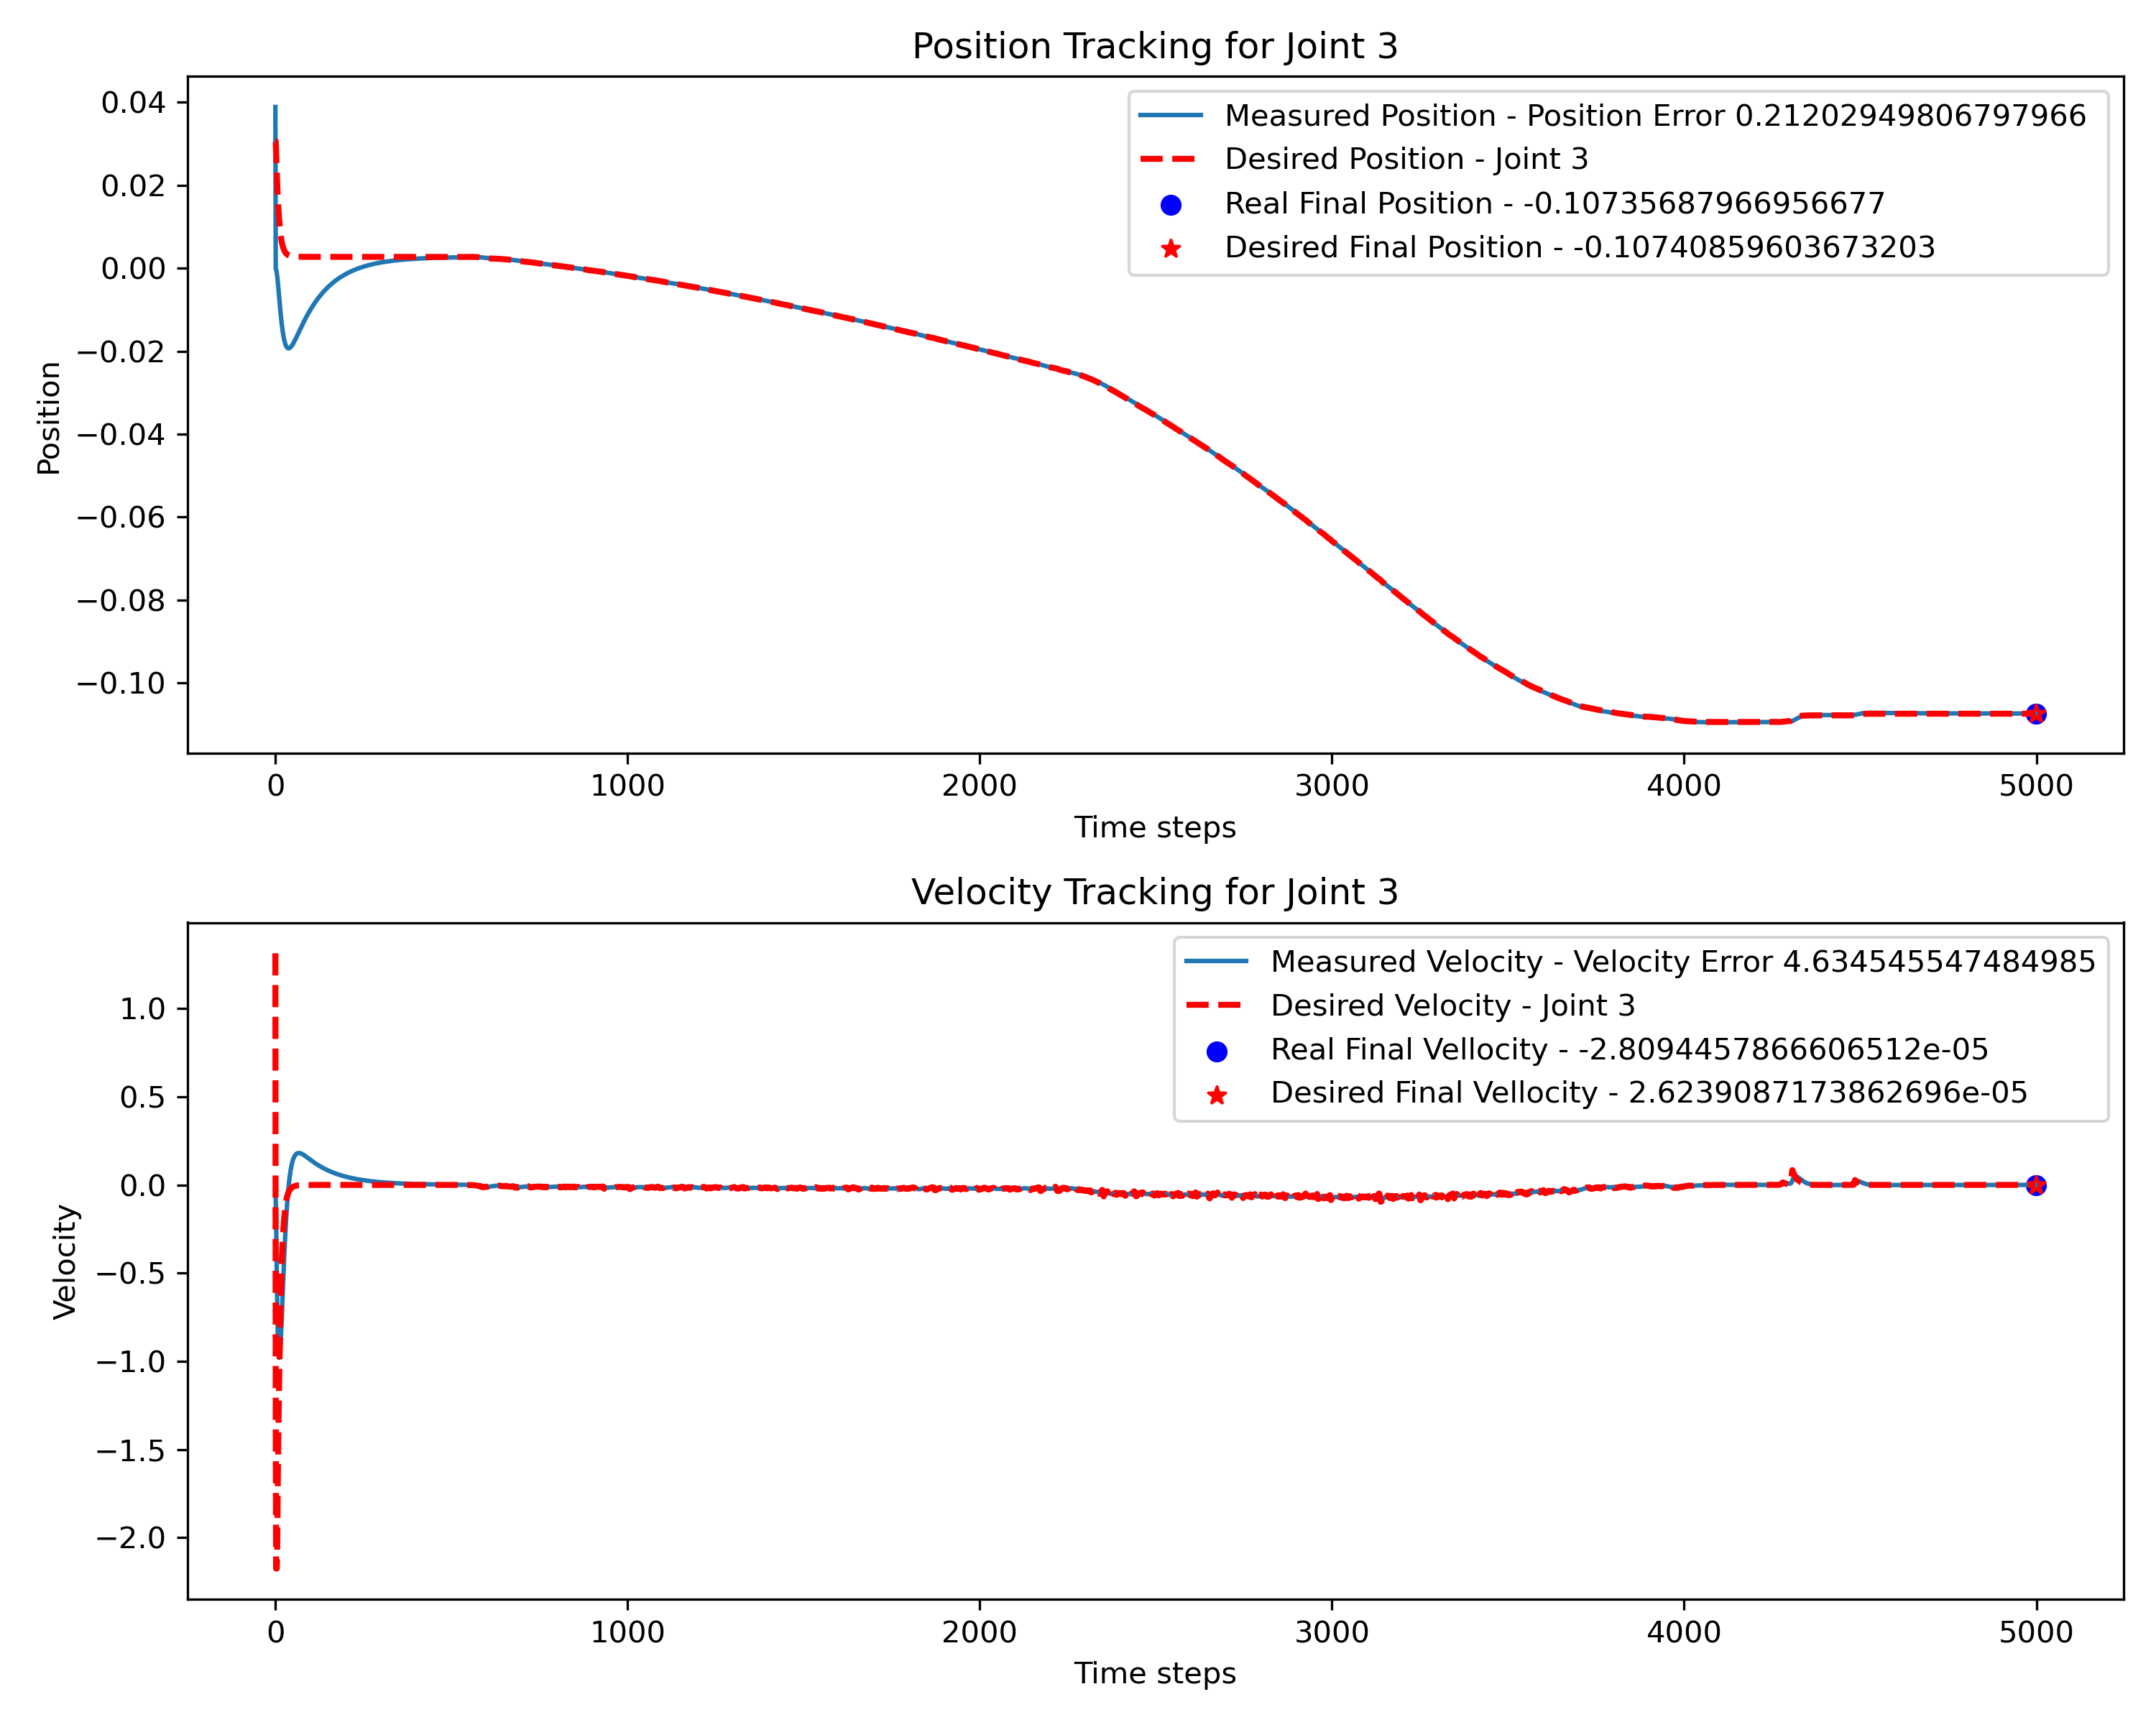 Position Tracking for Joint 3
0.04
0.02
0.00
−0.02
−0.04
−0.06
−0.08
−0.10
Position
Measured Position - Position Error 0.21202949806797966
Desired Position - Joint 3
Real Final Position - -0.10735687966956677
Desired Final Position - -0.10740859603673203
0 1000 2000 3000 4000 5000
Time steps
Velocity Tracking for Joint 3
1.0
0.5
0.0
−0.5
−1.0
−1.5
−2.0
Velocity
Measured Velocity - Velocity Error 4.634545547484985
Desired Velocity - Joint 3
Real Final Vellocity - -2.8094457866606512e-05
Desired Final Vellocity - 2.6239087173862696e-05
0 1000 2000 3000 4000 5000
Time steps